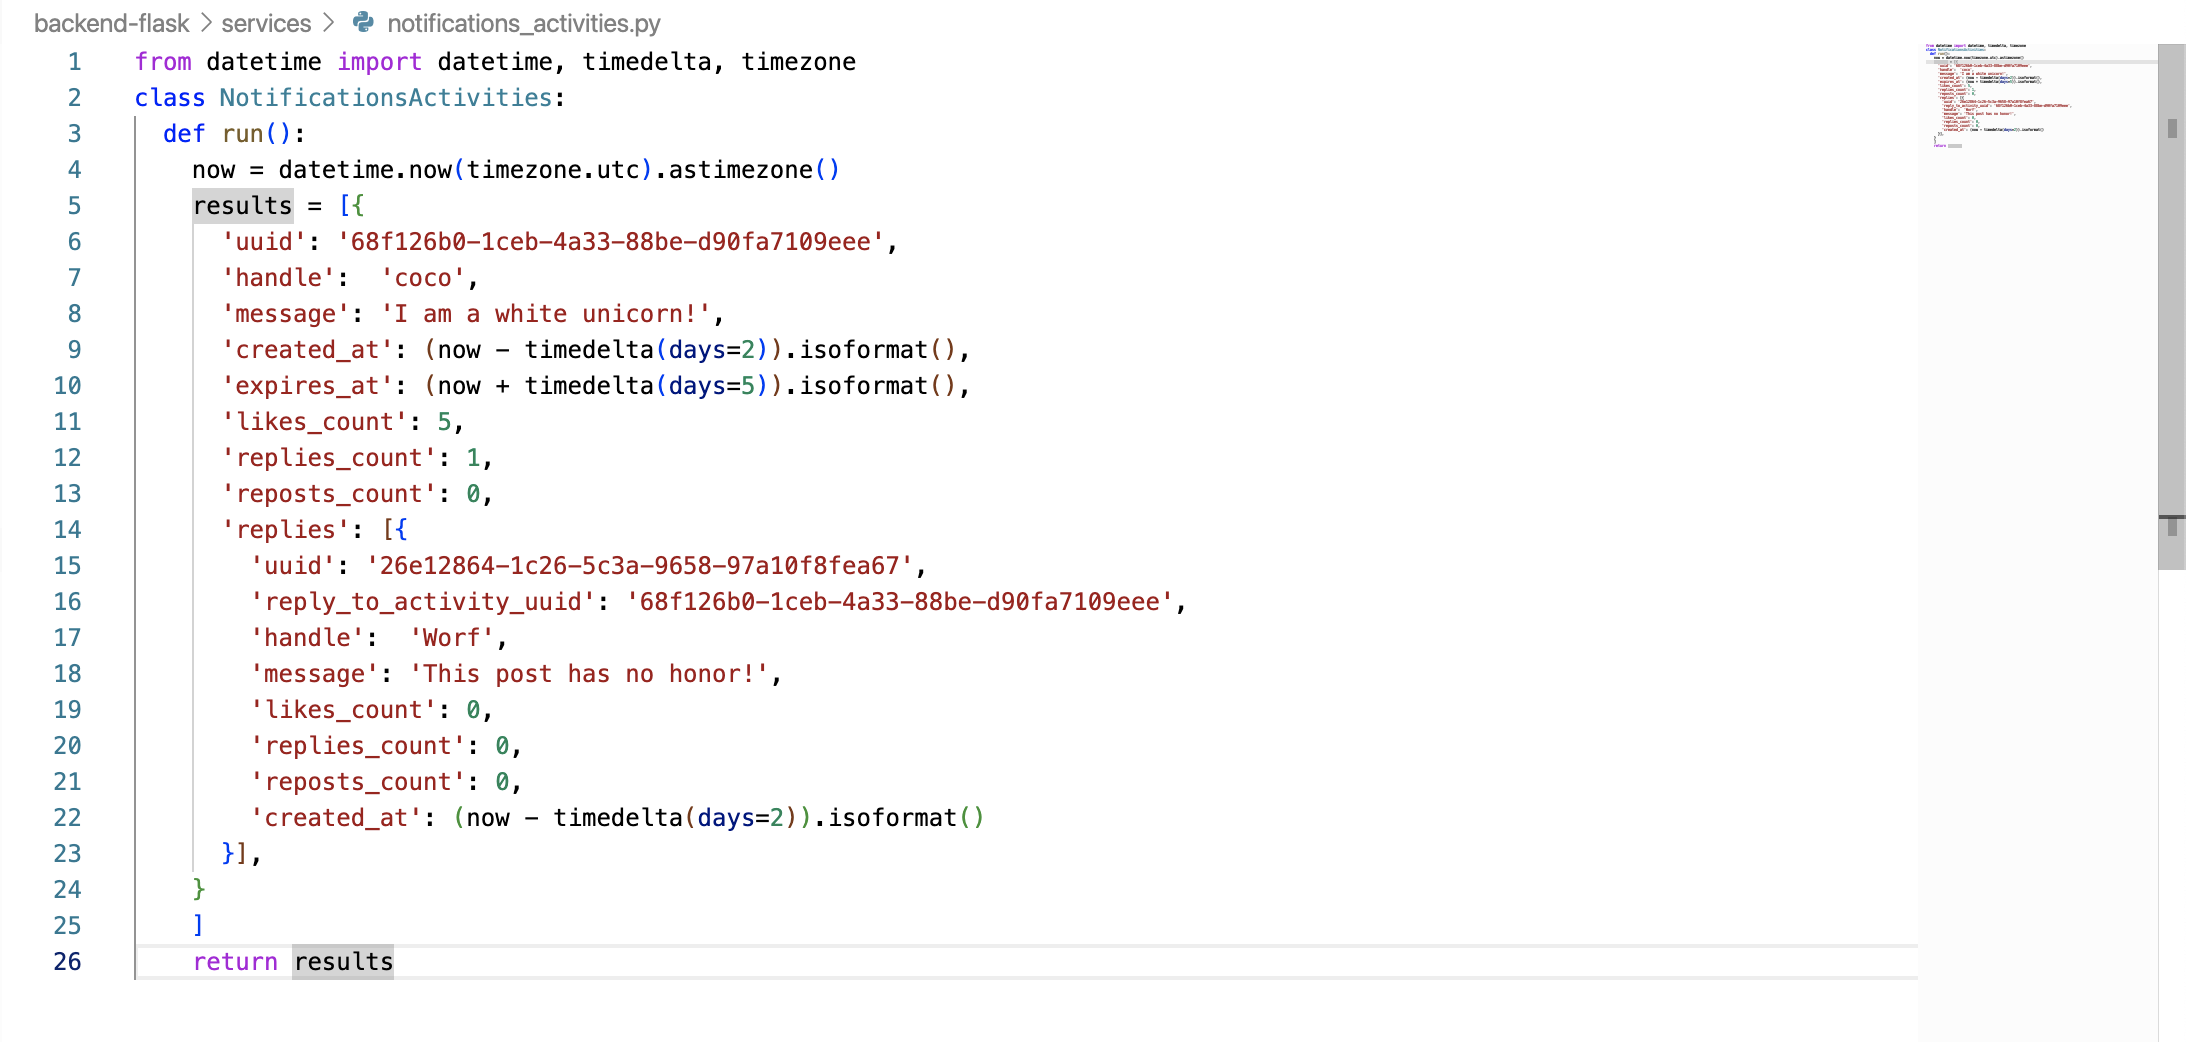 backend-flask > services > notifications_activities.py
1 from datetime import datetime, timedelta, timezone
2 class NotificationsActivities:
3   def run():
4     now = datetime.now(timezone.utc).astimezone()
5     results = [{
6       'uuid': '68f126b0-1ceb-4a33-88be-d90fa7109eee',
7       'handle':  'coco',
8       'message': 'I am a white unicorn!',
9       'created_at': (now - timedelta(days=2)).isoformat(),
10       'expires_at': (now + timedelta(days=5)).isoformat(),
11       'likes_count': 5,
12       'replies_count': 1,
13       'reposts_count': 0,
14       'replies': [{
15         'uuid': '26e12864-1c26-5c3a-9658-97a10f8fea67',
16         'reply_to_activity_uuid': '68f126b0-1ceb-4a33-88be-d90fa7109eee',
17         'handle':  'Worf',
18         'message': 'This post has no honor!',
19         'likes_count': 0,
20         'replies_count': 0,
21         'reposts_count': 0,
22         'created_at': (now - timedelta(days=2)).isoformat()
23       }],
24     }
25     ]
26     return results